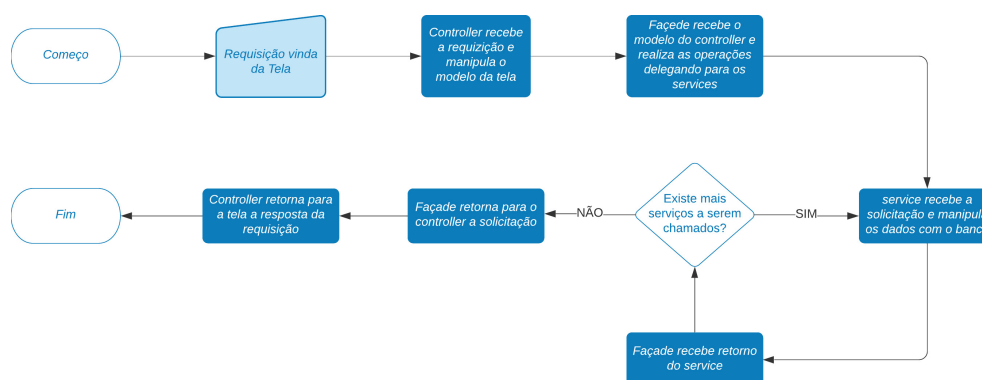 Começo
Requisição vinda
da Tela
Controller recebe
a requizição e
manipula o
modelo da tela
Façede recebe o
modelo do controller e
realiza as operações
delegando para os
services
Fim
Controller retorna para
a tela a resposta da
requisição
Façade retorna para o
controller a solicitação
NÃO
Existe mais
serviços a serem
chamados?
SIM
service recebe a
solicitação e manipula
os dados com o banco
Façade recebe retorno
do service